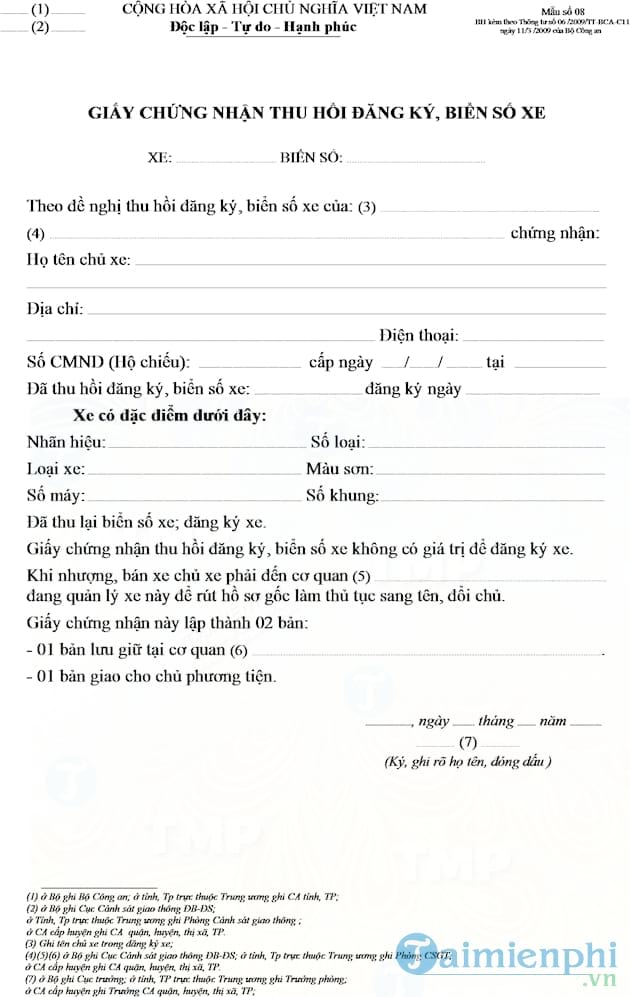 (1) CỘNG HÒA XÃ HỘI CHỦ NGHĨA VIỆT NAM
(2) Độc lập - Tự do - Hạnh phúc
Mẫu số 08
BH kèm theo Thông tư số 06 /2009/TT-BCA-C11
ngày 11/3 /2009 của Bộ Công an
GIẤY CHỨNG NHẬN THU HỒI ĐĂNG KÝ, BIỂN SỐ XE
XE: BIỂN SỐ:
Theo đề nghị thu hồi đăng ký, biển số xe của: (3)
(4) chứng nhận:
Họ tên chủ xe:
Địa chỉ:
Điện thoại:
Số CMND (Hộ chiếu): cấp ngày / / tại
Đã thu hồi đăng ký, biển số xe: đăng ký ngày
Xe có đặc điểm dưới đây:
Nhãn hiệu: Số loại:
Loại xe: Màu sơn:
Số máy: Số khung:
Đã thu lại biển số xe; đăng ký xe.
Giấy chứng nhận thu hồi đăng ký, biển số xe không có giá trị để đăng ký xe.
Khi nhượng, bán xe chủ xe phải đến cơ quan (5)
đang quản lý xe này để rút hồ sơ gốc làm thủ tục sang tên, đổi chủ.
Giấy chứng nhận này lập thành 02 bản:
- 01 bản lưu giữ tại cơ quan (6) .
- 01 bản giao cho chủ phương tiện.
, ngày tháng năm
(7)
(Ký, ghi rõ họ tên, đóng dấu )
TMP
TMP
TMP
(1) ở Bộ ghi Bộ Công an; ở tỉnh, Tp trực thuộc Trung ương ghi CA tỉnh, TP;
(2) ở Bộ ghi Cục Cảnh sát giao thông ĐB-ĐS;
ở Tỉnh, Tp trực thuộc Trung ương ghi Phòng Cảnh sát giao thông ;
ở CA cấp huyện ghi CA quận, huyện, thị xã, TP.
(3) Ghi tên chủ xe trong đăng ký xe;
(4)(5)(6) ở Bộ ghi Cục Cảnh sát giao thông ĐB-ĐS; ở tỉnh, Tp trực thuộc Trung ương ghi Phòng CSGT;
ở CA cấp huyện ghi CA quận, huyện, thị xã, TP.
(7) ở Bộ ghi Cục trưởng; ở tỉnh, TP trực thuộc Trung ương ghi Trưởng phòng;
ở CA cấp huyện ghi Trưởng CA quận, huyện, thị xã, TP;
Taimienphi
.vn